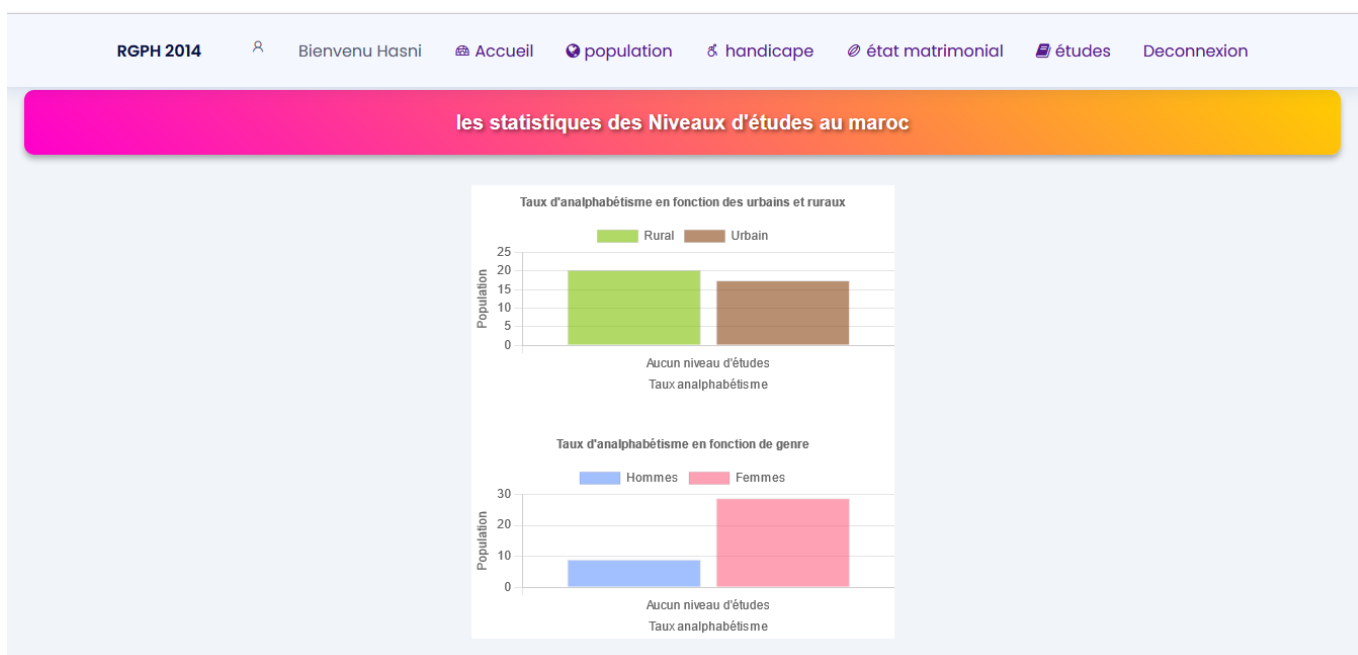 RGPH 2014 Bienvenu Hasni Accueil population handicape état matrimonial études Deconnexion
les statistiques des Niveaux d'études au maroc
Taux d'analphabétisme en fonction des urbains et ruraux
Rural Urbain
Population
25
20
15
10
5
0
Aucun niveau d'études
Taux analphabétisme
Taux d'analphabétisme en fonction de genre
Hommes Femmes
Population
30
20
10
0
Aucun niveau d'études
Taux analphabétisme